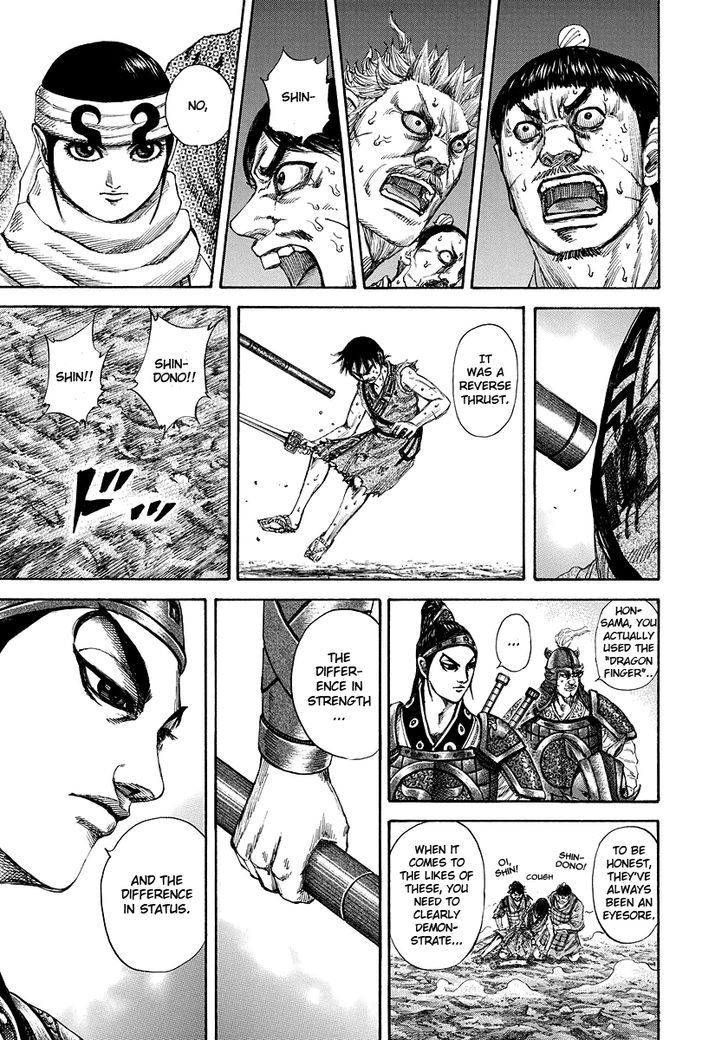 SHIN-
NO,
IT
WAS A
REVERSE
THRUST.
SHIN-
DONO!!
SHIN!!
ドドッ
HON-
SAMA, YOU
ACTUALLY
USED THE
"DRAGON
FINGER"..
...
TO BE
HONEST,
THEY'VE
ALWAYS
BEEN AN
EYESORE.
SHIN-
DONO!
COUGH
OI,
SHIN!
WHEN IT
COMES TO
THE LIKES OF
THESE, YOU
NEED TO
CLEARLY
DEMON-
STRATE...
THE
DIFFER-
ENCE IN
STRENGTH
...
AND THE
DIFFERENCE
IN STATUS.